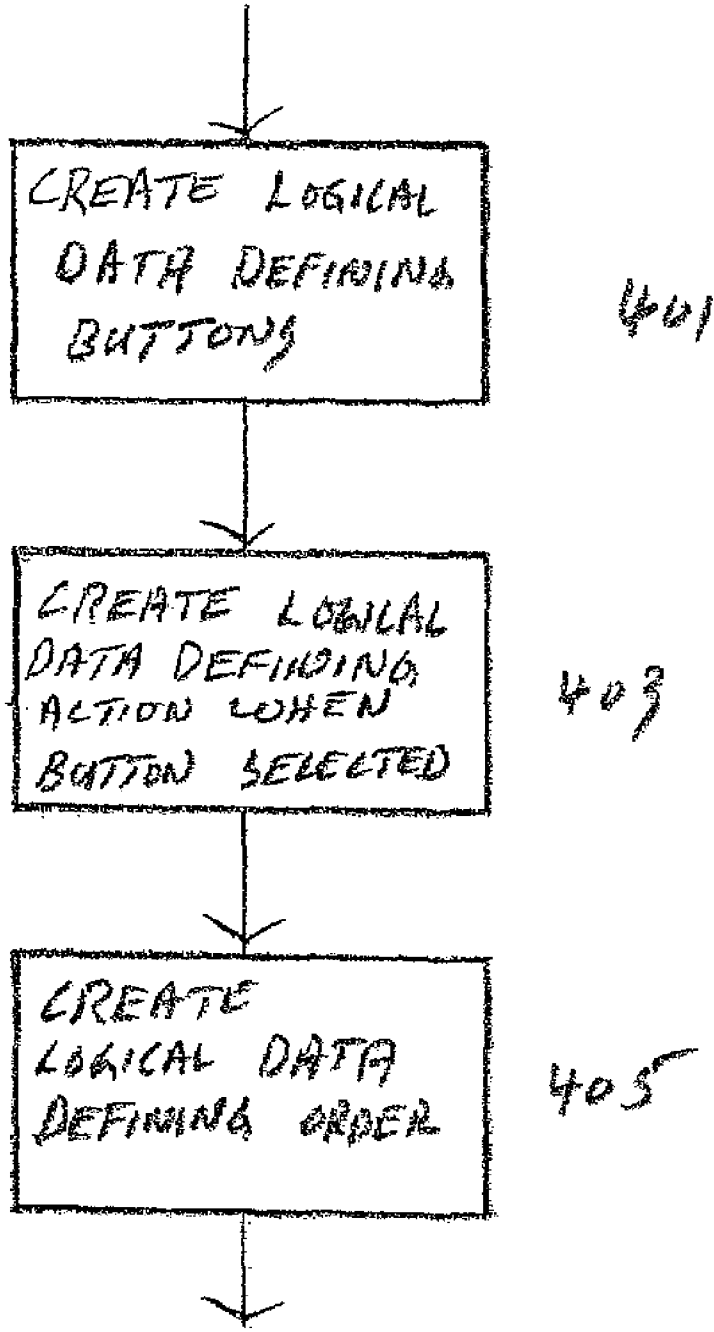 CREATE LOGICAL
DATA DEFINING
BUTTONS
401
CREATE LOGICAL
DATA DEFINING
ACTION WHEN
BUTTON SELECTED
403
CREATE
LOGICAL DATA
DEFINING ORDER
405